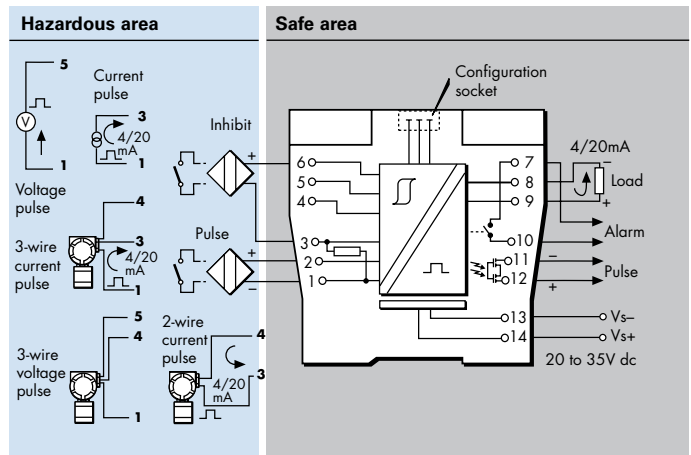 Hazardous area
Safe area
5
V
1
Voltage
pulse
Current
pulse
3
4/20
mA
1
Inhibit
+
4
3-wire
current
pulse
3
4/20
mA
1
Pulse
+
−
5
4
3-wire
voltage
pulse
1
2-wire
current
pulse
4
4/20
mA
3
Configuration
socket
6
5
4
3
2
1
7
8
9
10
11
12
13
14
4/20mA
−
Load
+
Alarm
−
Pulse
+
Vs−
Vs+
20 to 35V dc